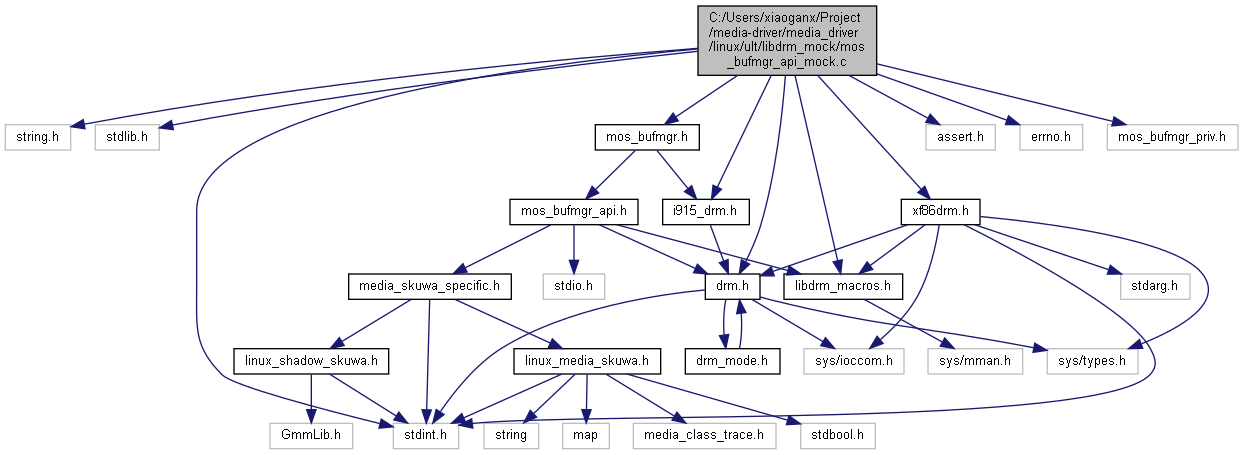 C:/Users/xiaoganx/Project
/media-driver/media_driver
/linux/ult/libdrm_mock/mos
_bufmgr_api_mock.c
string.h
stdlib.h
mos_bufmgr.h
assert.h
errno.h
mos_bufmgr_priv.h
mos_bufmgr_api.h
i915_drm.h
xf86drm.h
media_skuwa_specific.h
stdio.h
drm.h
libdrm_macros.h
stdarg.h
linux_shadow_skuwa.h
linux_media_skuwa.h
drm_mode.h
sys/ioccom.h
sys/mman.h
sys/types.h
GmmLib.h
stdint.h
string
map
media_class_trace.h
stdbool.h